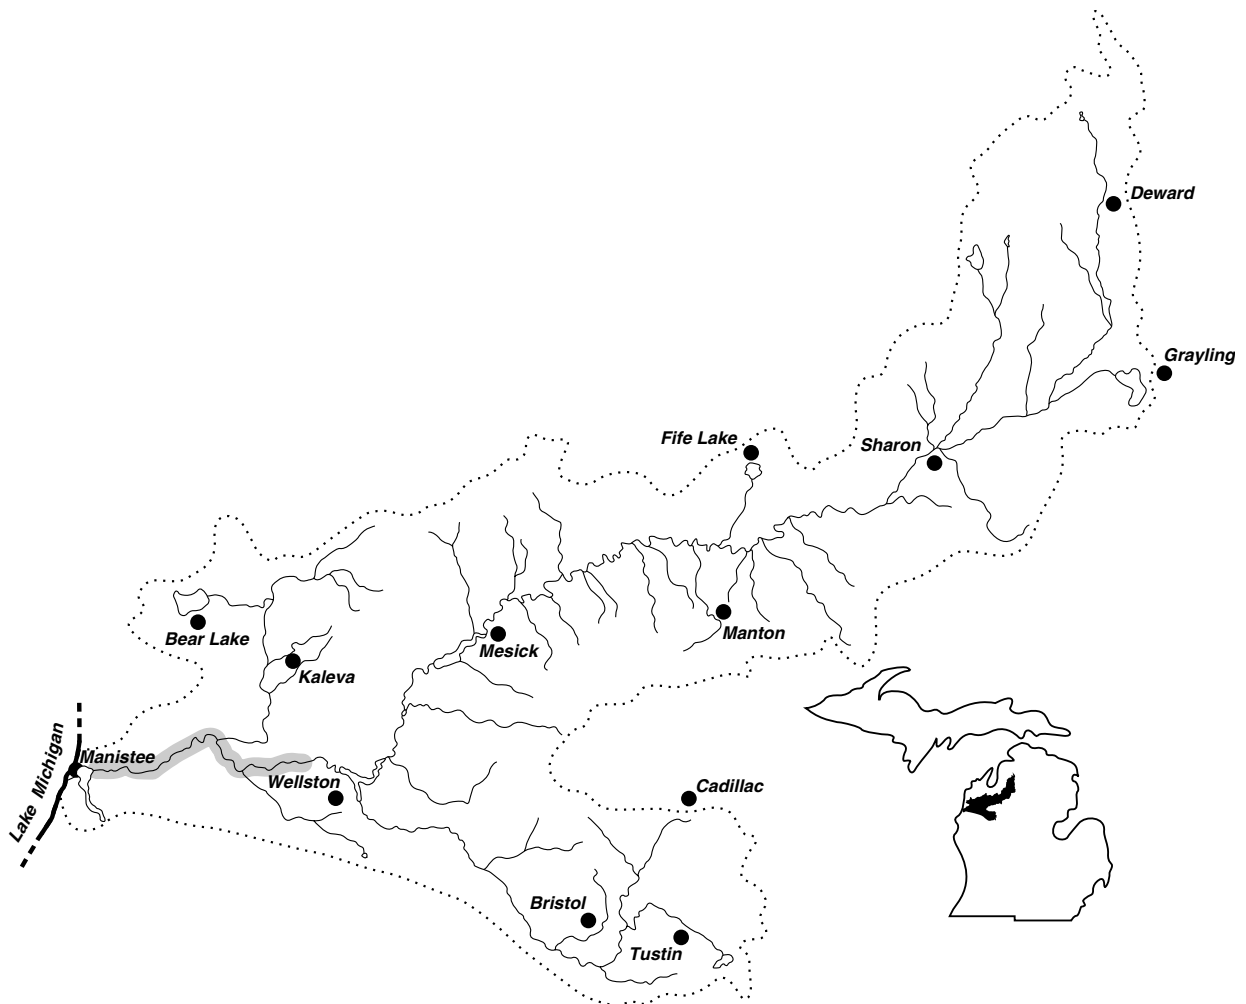 Deward
Grayling
Fife Lake
Sharon
Bear Lake
Manton
Mesick
Kaleva
Lake Michigan
Manistee
Wellston
Cadillac
Bristol
Tustin